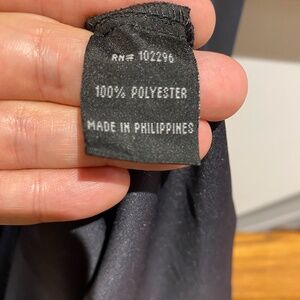 RN# 102296
100% POLYESTER
MADE IN PHILIPPINES